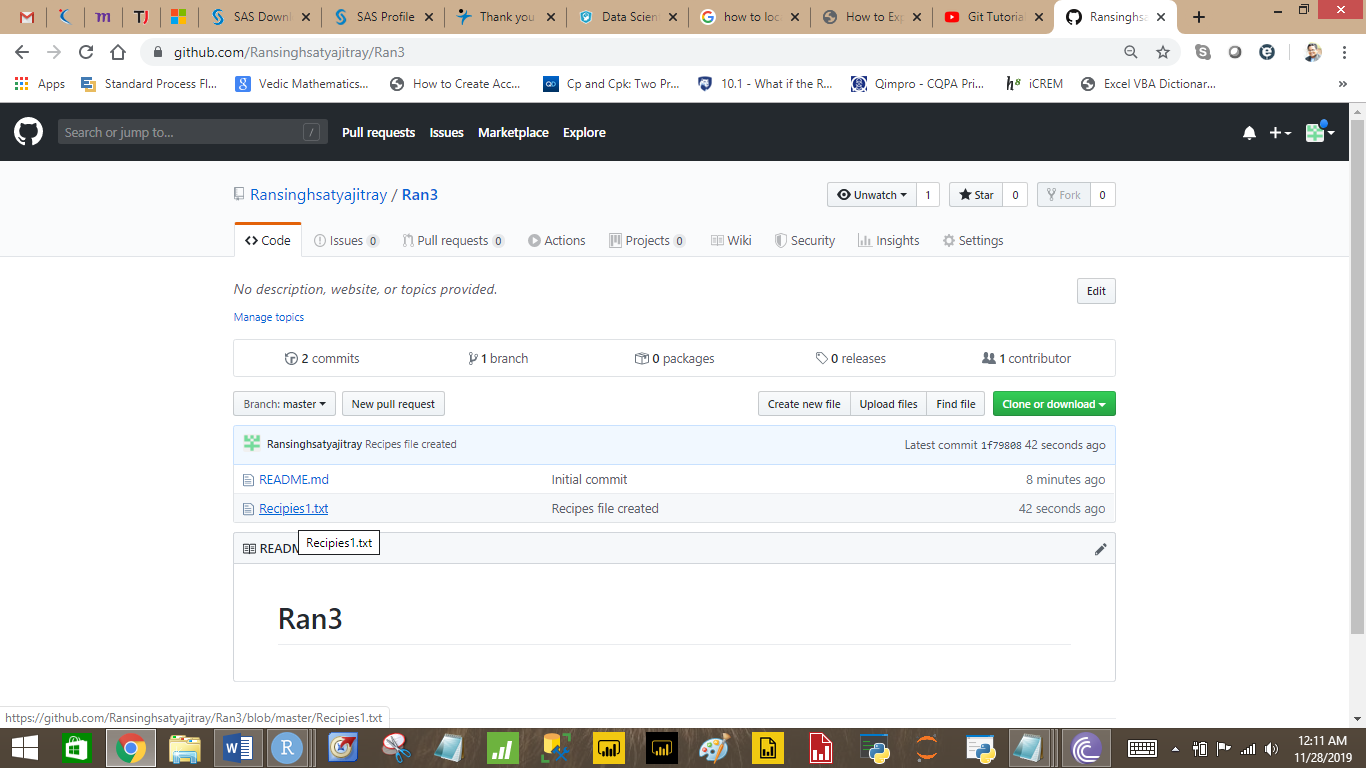 SAS Downl
SAS Profile
Thank you
Data Scien
how to loc
How to Exp
Git Tutoria
Ransinghsa
github.com/Ransinghsatyajitray/Ran3
Apps Standard Process Fl... Vedic Mathematics... How to Create Acc... Cp and Cpk: Two Pr... 10.1 - What if the R... Qimpro - CQPA Pri... iCREM Excel VBA Dictionar... »
Search or jump to... / Pull requests Issues Marketplace Explore
Ransinghsatyajitray / Ran3 Unwatch 1 Star 0 Fork 0
Code Issues 0 Pull requests 0 Actions Projects 0 Wiki Security Insights Settings
No description, website, or topics provided. Edit
Manage topics
2 commits 1 branch 0 packages 0 releases 1 contributor
Branch: master New pull request Create new file Upload files Find file Clone or download
Ransinghsatyajitray Recipes file created Latest commit 1f79808 42 seconds ago
README.md Initial commit 8 minutes ago
Recipies1.txt Recipes file created 42 seconds ago
READM
Recipies1.txt
Ran3
https://github.com/Ransinghsatyajitray/Ran3/blob/master/Recipies1.txt
12:11 AM
11/28/2019